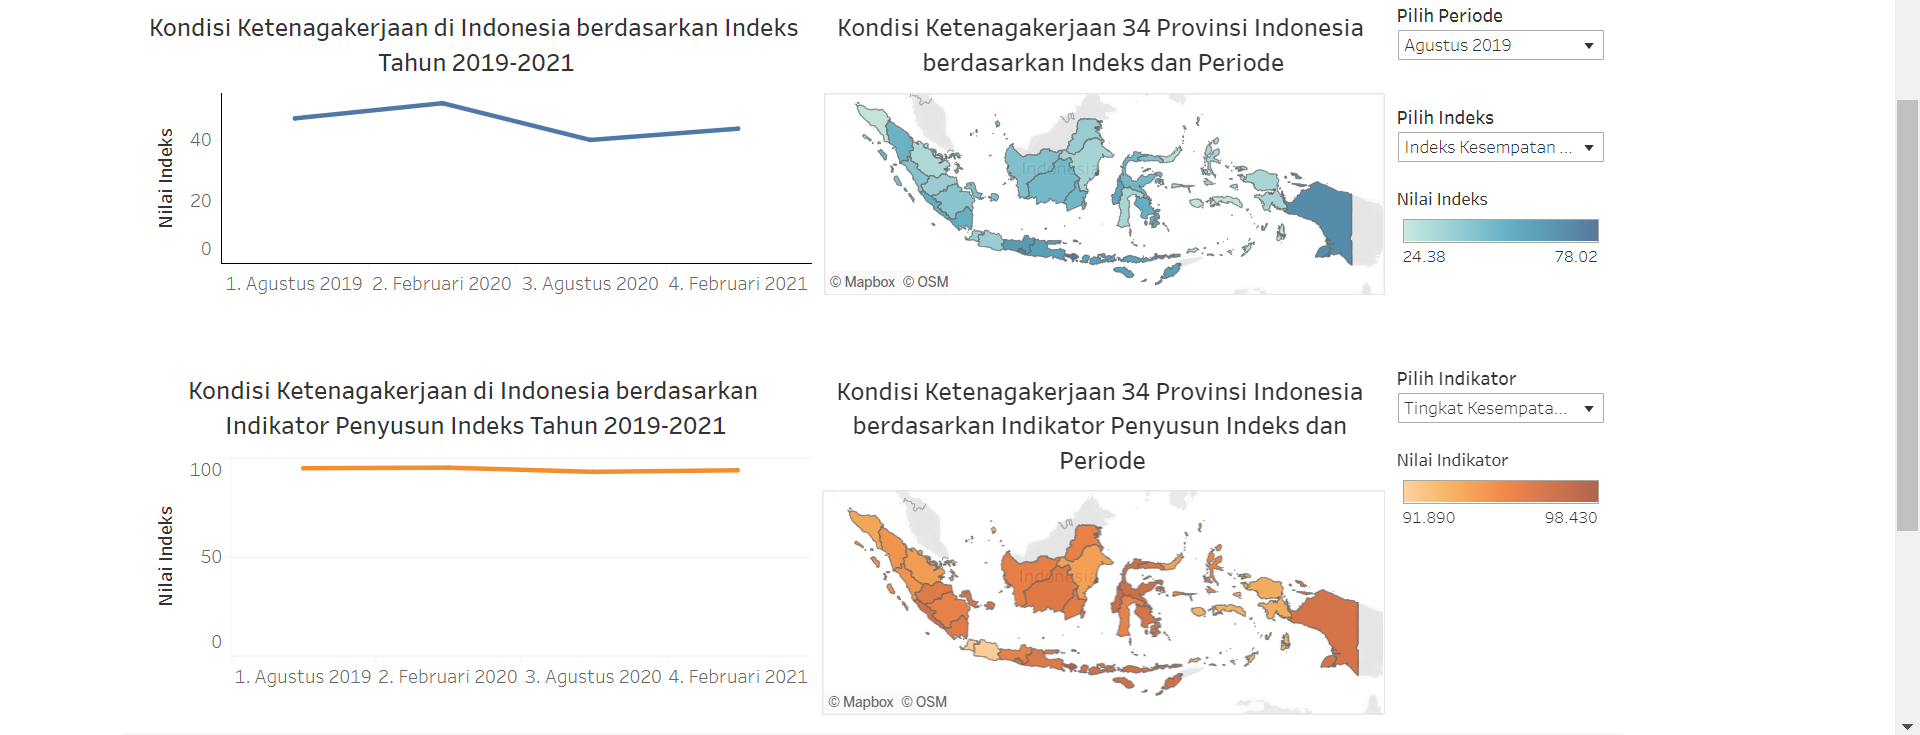 Kondisi Ketenagakerjaan di Indonesia berdasarkan Indeks
Tahun 2019-2021
Nilai Indeks
40
20
0
1. Agustus 2019
2. Februari 2020
3. Agustus 2020
4. Februari 2021
Kondisi Ketenagakerjaan 34 Provinsi Indonesia
berdasarkan Indeks dan Periode
Indonesia
© Mapbox © OSM
Pilih Periode
Agustus 2019
Pilih Indeks
Indeks Kesempatan ...
Nilai Indeks
24.38
78.02
Kondisi Ketenagakerjaan di Indonesia berdasarkan
Indikator Penyusun Indeks Tahun 2019-2021
Nilai Indeks
100
50
0
1. Agustus 2019
2. Februari 2020
3. Agustus 2020
4. Februari 2021
Kondisi Ketenagakerjaan 34 Provinsi Indonesia
berdasarkan Indikator Penyusun Indeks dan
Periode
Indonesia
© Mapbox © OSM
Pilih Indikator
Tingkat Kesempata...
Nilai Indikator
91.890
98.430